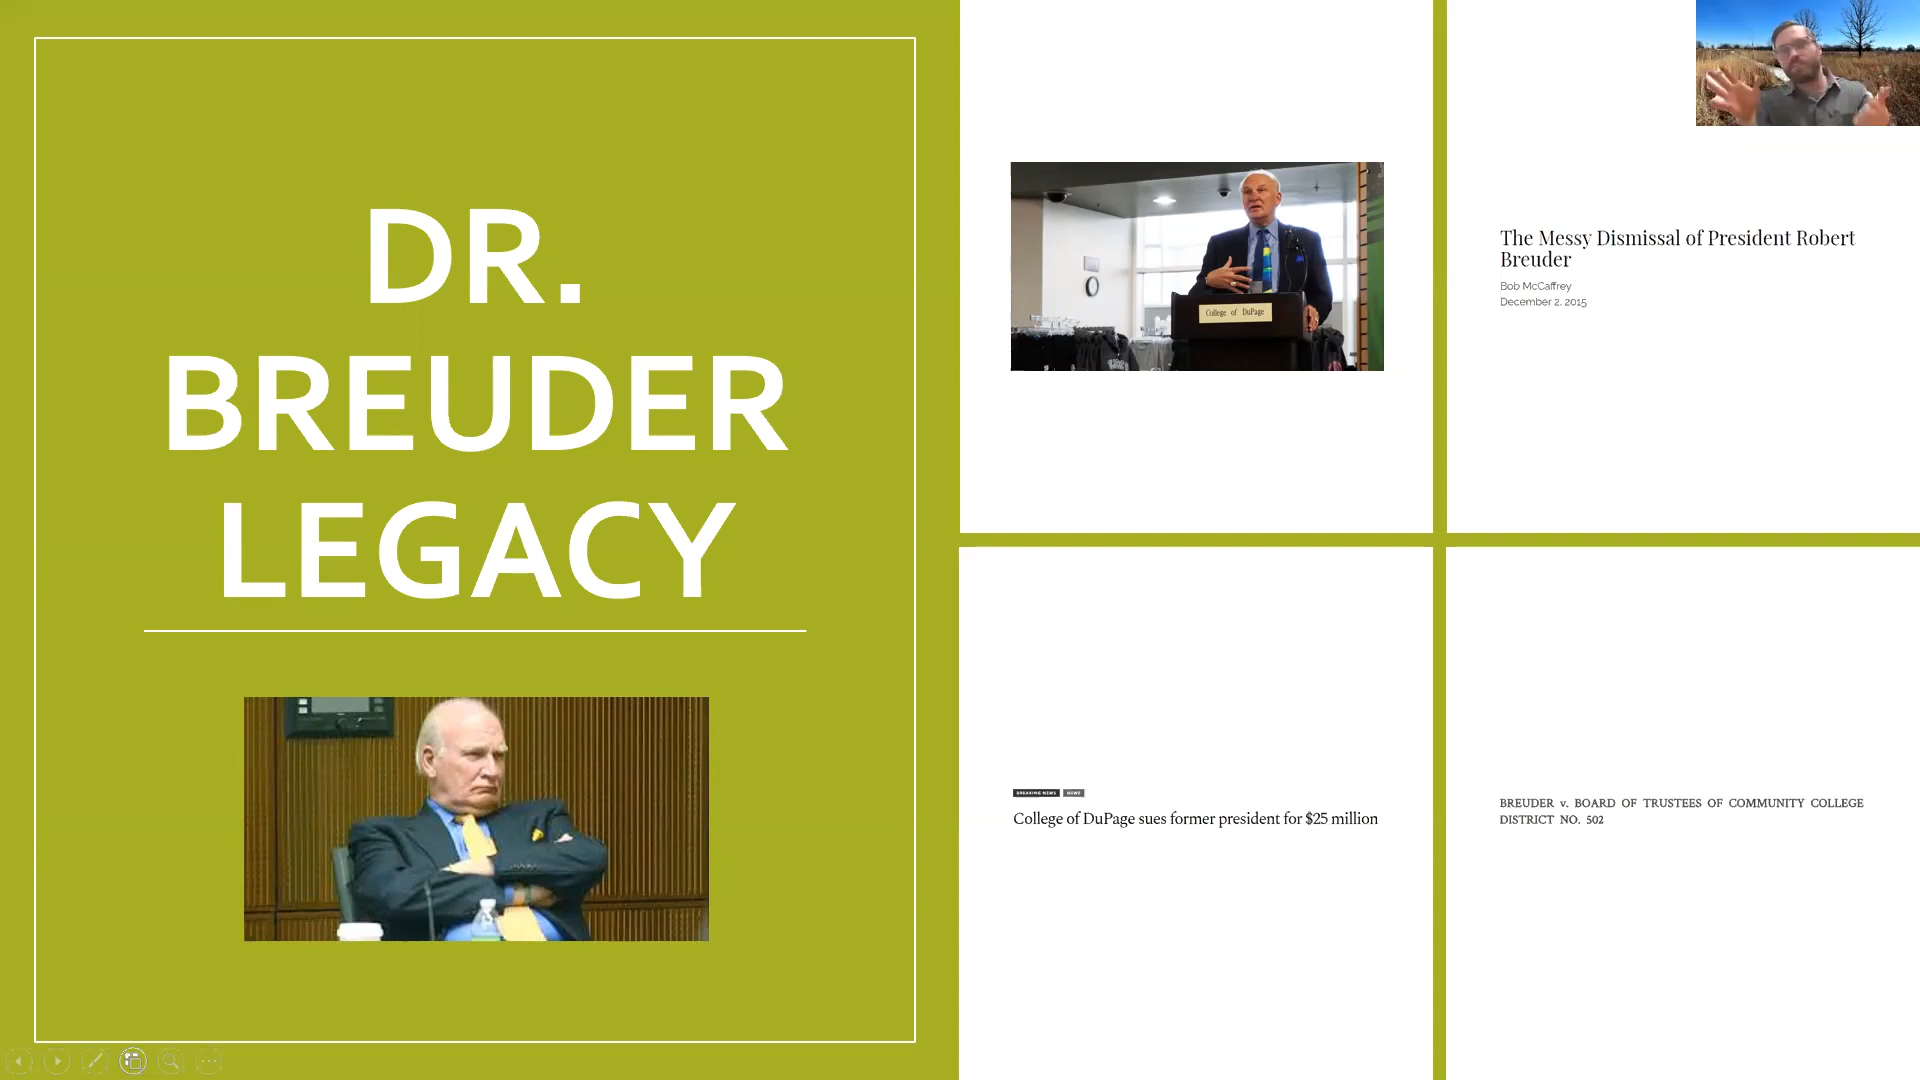 DR.
BREUDER
LEGACY
College of DuPage
The Messy Dismissal of President Robert
Breuder
Bob McCaffrey
December 2, 2015
BREAKING NEWS NEWS
College of DuPage sues former president for $25 million
BREUDER v. BOARD OF TRUSTEES OF COMMUNITY COLLEGE
DISTRICT NO. 502